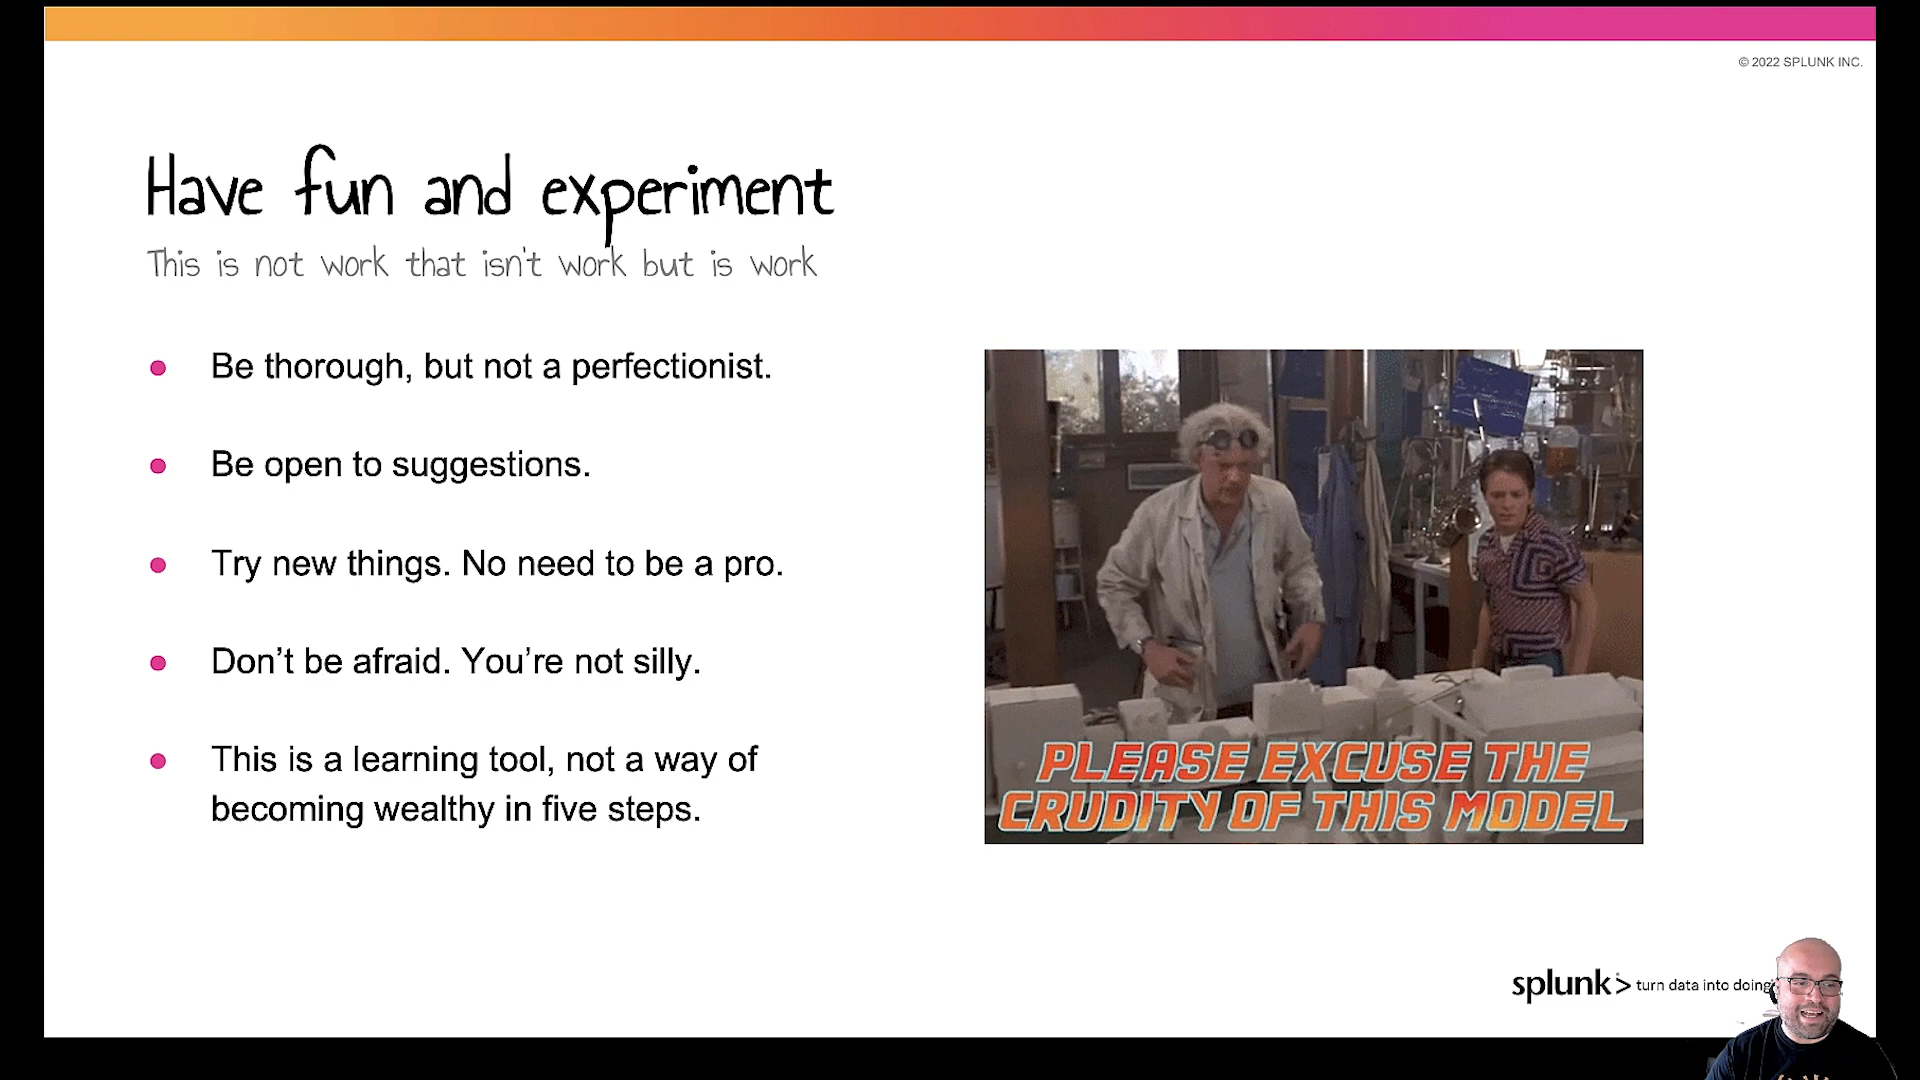 © 2022 SPLUNK INC.
Have fun and experiment
This is not work that isn't work but is work
Be thorough, but not a perfectionist.
Be open to suggestions.
Try new things. No need to be a pro.
Don’t be afraid. You’re not silly.
This is a learning tool, not a way of
becoming wealthy in five steps.
PLEASE EXCUSE THE
CRUDITY OF THIS MODEL
splunk> turn data into doing